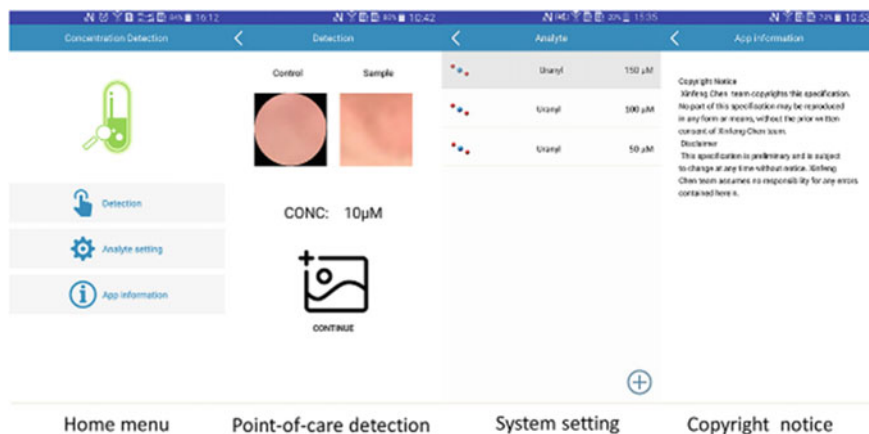 84% 16:12
Concentration Detection
Detection
Analyte setting
App information
Home menu
80% 10:42
Detection
Control Sample
CONC: 10μM
CONTINUE
Point-of-care detection
20% 15:35
Analyte
Uranyl 150 μM
Uranyl 100 μM
Uranyl 50 μM
System setting
79% 10:53
App information
Copyright Notice
Xinfeng Chen team copyrights this specification.
No part of this specification may be reproduced
in any form or means, without the prior written
consent of Xinfeng Chen team.
Disclaimer
This specification is preliminary and is subject
to change at any time without notice. Xinfeng
Chen team assumes no responsibility for any errors
contained herein.
Copyright notice